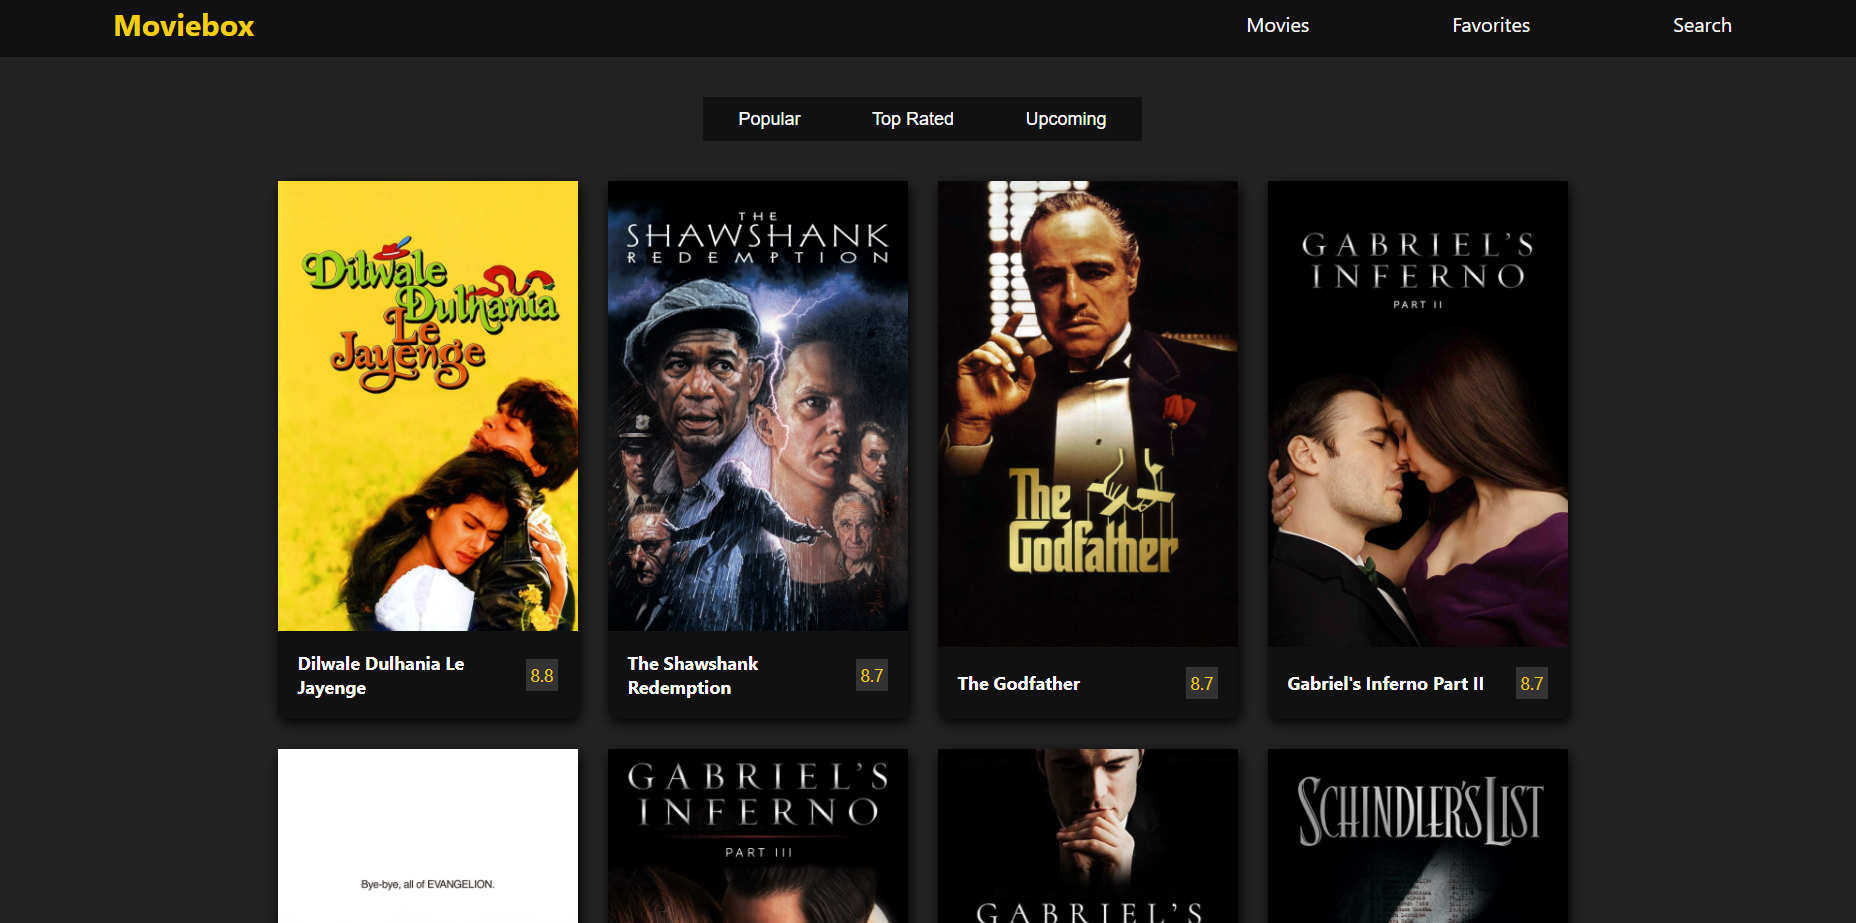 Moviebox
Movies
Favorites
Search
Popular
Top Rated
Upcoming
Dilwale
Dulhania
Le
Jayenge
THE
SHAWSHANK
REDEMPTION
The
Godfather
GABRIEL'S
INFERNO
PART II
Dilwale Dulhania Le
Jayenge
8.8
The Shawshank
Redemption
8.7
The Godfather
8.7
Gabriel's Inferno Part II
8.7
Bye-bye, all of EVANGELION.
GABRIEL'S
INFERNO
PART III
GABRIEL'S
SCHINDLER'S LIST